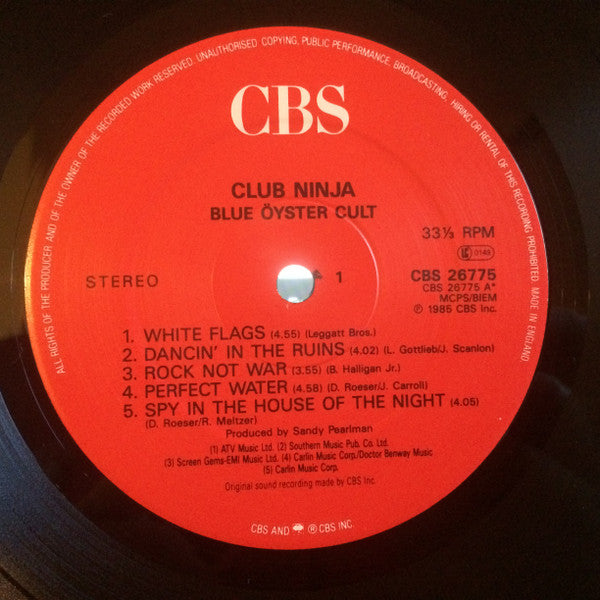 ALL RIGHTS OF THE PRODUCER AND OF THE OWNER OF THE RECORDED WORK RESERVED. UNAUTHORISED COPYING, PUBLIC PERFORMANCE, BROADCASTING, HIRING OR RENTAL OF THIS RECORDING PROHIBITED. MADE IN ENGLAND
CBS
CLUB NINJA
BLUE ÖYSTER CULT
33⅓ RPM
STEREO
1
LC 0149
CBS 26775
CBS 26775 A*
MCPS/BIEM
℗ 1985 CBS Inc.
1. WHITE FLAGS (4.55) (Leggatt Bros.)
2. DANCIN' IN THE RUINS (4.02) (L. Gottlieb/J. Scanlon)
3. ROCK NOT WAR (3.55) (B. Halligan Jr.)
4. PERFECT WATER (4.58) (D. Roeser/J. Carroll)
5. SPY IN THE HOUSE OF THE NIGHT (4.05)
(D. Roeser/R. Meltzer)
Produced by Sandy Pearlman
(1) ATV Music Ltd. (2) Southern Music Pub. Co. Ltd.
(3) Screen Gems-EMI Music Ltd. (4) Carlin Music Corp./Doctor Benway Music
(5) Carlin Music Corp.
Original sound recording made by CBS Inc.
CBS AND ® CBS INC.